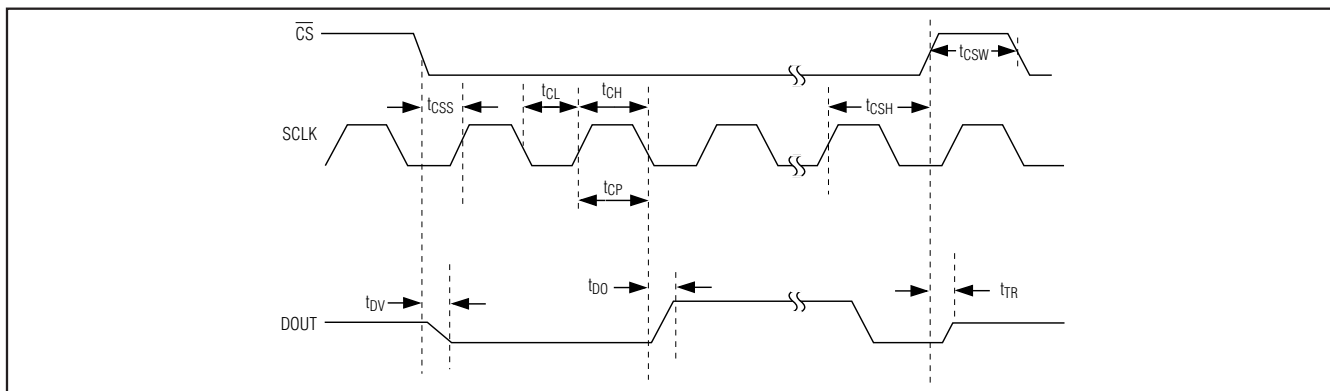 CS
tCSW
tCSS
tCL
tCH
tCSH
SCLK
tCP
tDV
tDO
tTR
DOUT